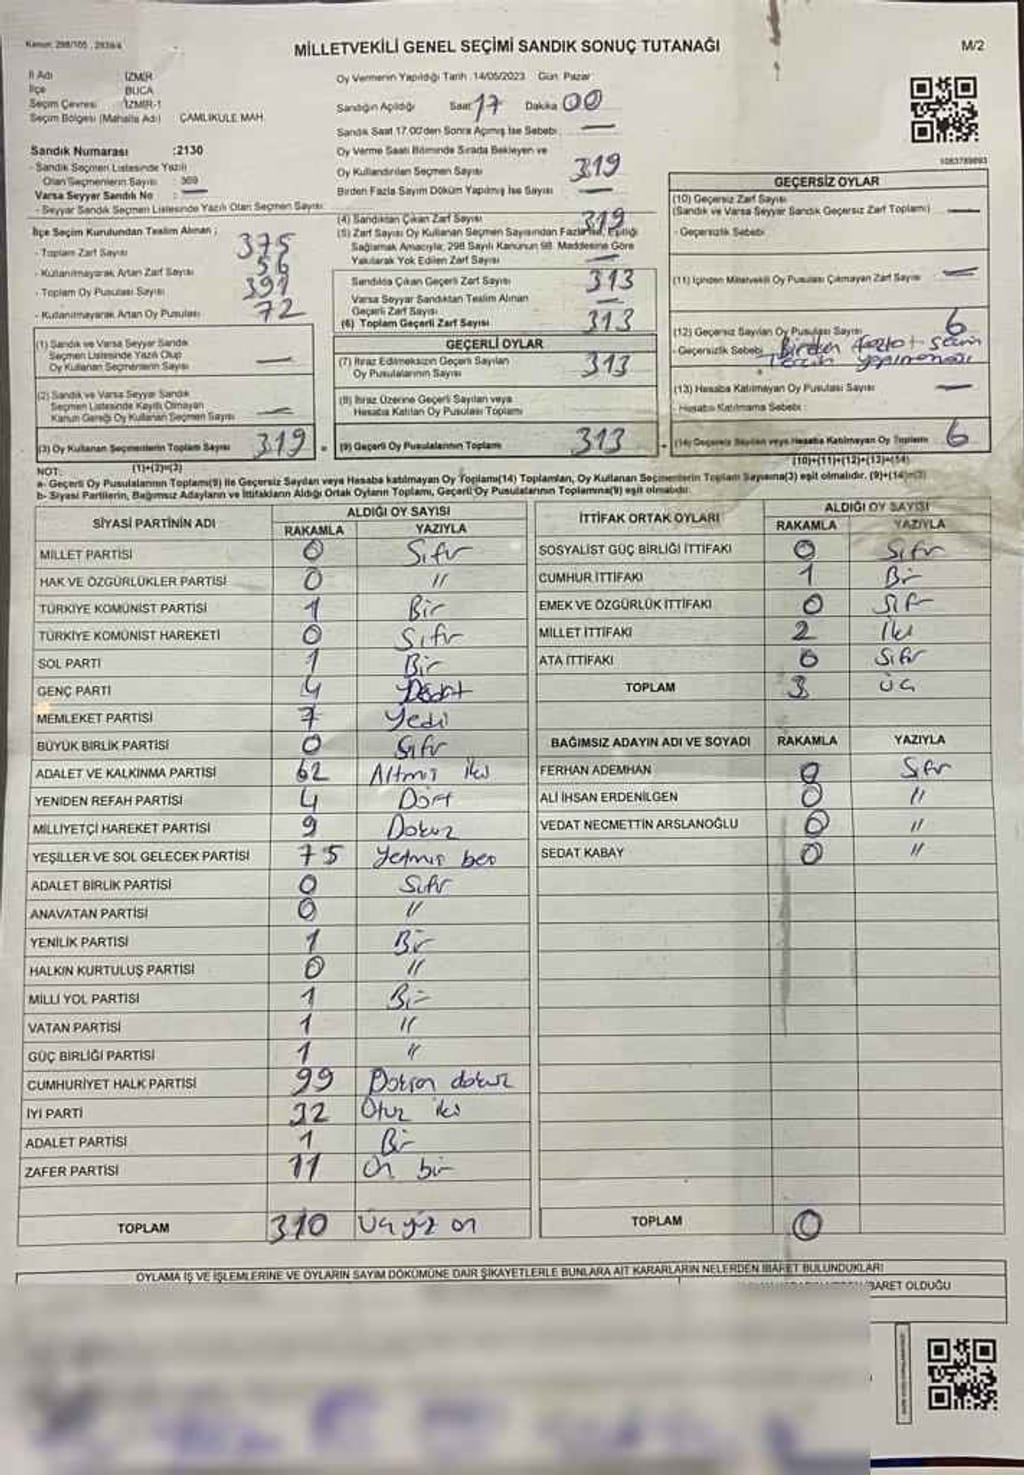 Kanun: 298/105 , 2839/4
MİLLETVEKİLİ GENEL SEÇİMİ SANDIK SONUÇ TUTANAĞI
M/2
İl Adı : İZMİR
İlçe : BUCA
Seçim Çevresi : İZMİR-1
Seçim Bölgesi (Mahalle Adı) : ÇAMLIKULE MAH.
Sandık Numarası :2130
- Sandık Seçmen Listesinde Yazılı
Olan Seçmenlerin Sayısı : 369
Varsa Seyyar Sandık No : —
- Seyyar Sandık Seçmen Listesinde Yazılı Olan Seçmen Sayısı:
İlçe Seçim Kurulundan Teslim Alınan ;
- Toplam Zarf Sayısı 375
- Kullanılmayarak Artan Zarf Sayısı 56
- Toplam Oy Pusulası Sayısı 391
- Kullanılmayarak Artan Oy Pusulası 72
Oy Vermenin Yapıldığı Tarih :14/05/2023 Gün: Pazar
Sandığın Açıldığı Saat 17 Dakika 00
Sandık Saat 17.00'den Sonra Açılmış İse Sebebi : —
Oy Verme Saati Bitiminde Sırada Bekleyen ve
Oy Kullandırılan Seçmen Sayısı 319
Birden Fazla Sayım Döküm Yapılmış İse Sayısı —
(4) Sandıktan Çıkan Zarf Sayısı 319
(5) Zarf Sayısı Oy Kullanan Seçmen Sayısından Fazla İse, Eşitliği
Sağlamak Amacıyla, 298 Sayılı Kanunun 98. Maddesine Göre
Yakılarak Yok Edilen Zarf Sayısı —
Sandıkta Çıkan Geçerli Zarf Sayısı 313
Varsa Seyyar Sandıktan Teslim Alınan
Geçerli Zarf Sayısı —
(6) Toplam Geçerli Zarf Sayısı 313
1083789893
GEÇERSİZ OYLAR
(10) Geçersiz Zarf Sayısı
(Sandık ve Varsa Seyyar Sandık Geçersiz Zarf Toplamı) —
- Geçersizlik Sebebi :
(11) İçinden Milletvekili Oy Pusulası Çıkmayan Zarf Sayısı —
(12) Geçersiz Sayılan Oy Pusulası Sayısı 6
- Geçersizlik Sebebi : Birden fazla seçim
yapılması
(13) Hesaba Katılmayan Oy Pusulası Sayısı —
- Hesaba Katılmama Sebebi :
(14) Geçersiz Sayılan veya Hesaba Katılmayan Oy Toplamı 6
(10)+(11)+(12)+(13)=(14)
(1) Sandık ve Varsa Seyyar Sandık
Seçmen Listesinde Yazılı Olup
Oy Kullanan Seçmenlerin Sayısı —
(2) Sandık ve Varsa Seyyar Sandık
Seçmen Listesinde Kayıtlı Olmayan
Kanun Gereği Oy Kullanan Seçmen Sayısı —
(3) Oy Kullanan Seçmenlerin Toplam Sayısı 319 =
(1)+(2)=(3)
GEÇERLİ OYLAR
(7) İtiraz Edilmeksizin Geçerli Sayılan
Oy Pusulalarının Sayısı 313
(8) İtiraz Üzerine Geçerli Sayılan veya
Hesaba Katılan Oy Pusulaları Toplamı
(9) Geçerli Oy Pusulalarının Toplamı 313 +
NOT:
a- Geçerli Oy Pusulalarının Toplamı(9) ile Geçersiz Sayılan veya Hesaba katılmayan Oy Toplamı(14) Toplamları, Oy Kullanan Seçmenlerin Toplam Sayısına(3) eşit olmalıdır. (9)+(14)=(3)
b- Siyasi Partilerin, Bağımsız Adayların ve İttifakların Aldığı Ortak Oyların Toplamı, Geçerli Oy Pusulalarının Toplamına(9) eşit olmalıdır.
SİYASİ PARTİNİN ADI ALDIĞI OY SAYISI
RAKAMLA YAZIYLA
MİLLET PARTİSİ 0 Sıfır
HAK VE ÖZGÜRLÜKLER PARTİSİ 0 "
TÜRKİYE KOMÜNİST PARTİSİ 1 Bir
TÜRKİYE KOMÜNİST HAREKETİ 0 Sıfır
SOL PARTİ 1 Bir
GENÇ PARTİ 4 Dört
MEMLEKET PARTİSİ 7 Yedi
BÜYÜK BİRLİK PARTİSİ 0 Sıfır
ADALET VE KALKINMA PARTİSİ 62 Altmış iki
YENİDEN REFAH PARTİSİ 4 Dört
MİLLİYETÇİ HAREKET PARTİSİ 9 Dokuz
YEŞİLLER VE SOL GELECEK PARTİSİ 75 Yetmiş beş
ADALET BİRLİK PARTİSİ 0 Sıfır
ANAVATAN PARTİSİ 0 "
YENİLİK PARTİSİ 1 Bir
HALKIN KURTULUŞ PARTİSİ 0 "
MİLLİ YOL PARTİSİ 1 Bir
VATAN PARTİSİ 1 "
GÜÇ BİRLİĞİ PARTİSİ 1 "
CUMHURİYET HALK PARTİSİ 99 Doksan dokuz
İYİ PARTİ 32 Otuz iki
ADALET PARTİSİ 1 Bir
ZAFER PARTİSİ 11 On bir
TOPLAM 310 Üçyüz on
İTTİFAK ORTAK OYLARI ALDIĞI OY SAYISI
RAKAMLA YAZIYLA
SOSYALİST GÜÇ BİRLİĞİ İTTİFAKI 0 Sıfır
CUMHUR İTTİFAKI 1 Bir
EMEK VE ÖZGÜRLÜK İTTİFAKI 0 Sıfır
MİLLET İTTİFAKI 2 İki
ATA İTTİFAKI 0 Sıfır
TOPLAM 3 Üç
BAĞIMSIZ ADAYIN ADI VE SOYADI RAKAMLA YAZIYLA
FERHAN ADEMHAN 0 Sıfır
ALİ İHSAN ERDENİLGEN 0 "
VEDAT NECMETTİN ARSLANOĞLU 0 "
SEDAT KABAY 0 "
TOPLAM 0
OYLAMA İŞ VE İŞLEMLERİNE VE OYLARIN SAYIM DÖKÜMÜNE DAİR ŞİKAYETLERLE BUNLARA AİT KARARLARIN NELERDEN İBARET BULUNDUKLARI
İBARET OLDUĞU